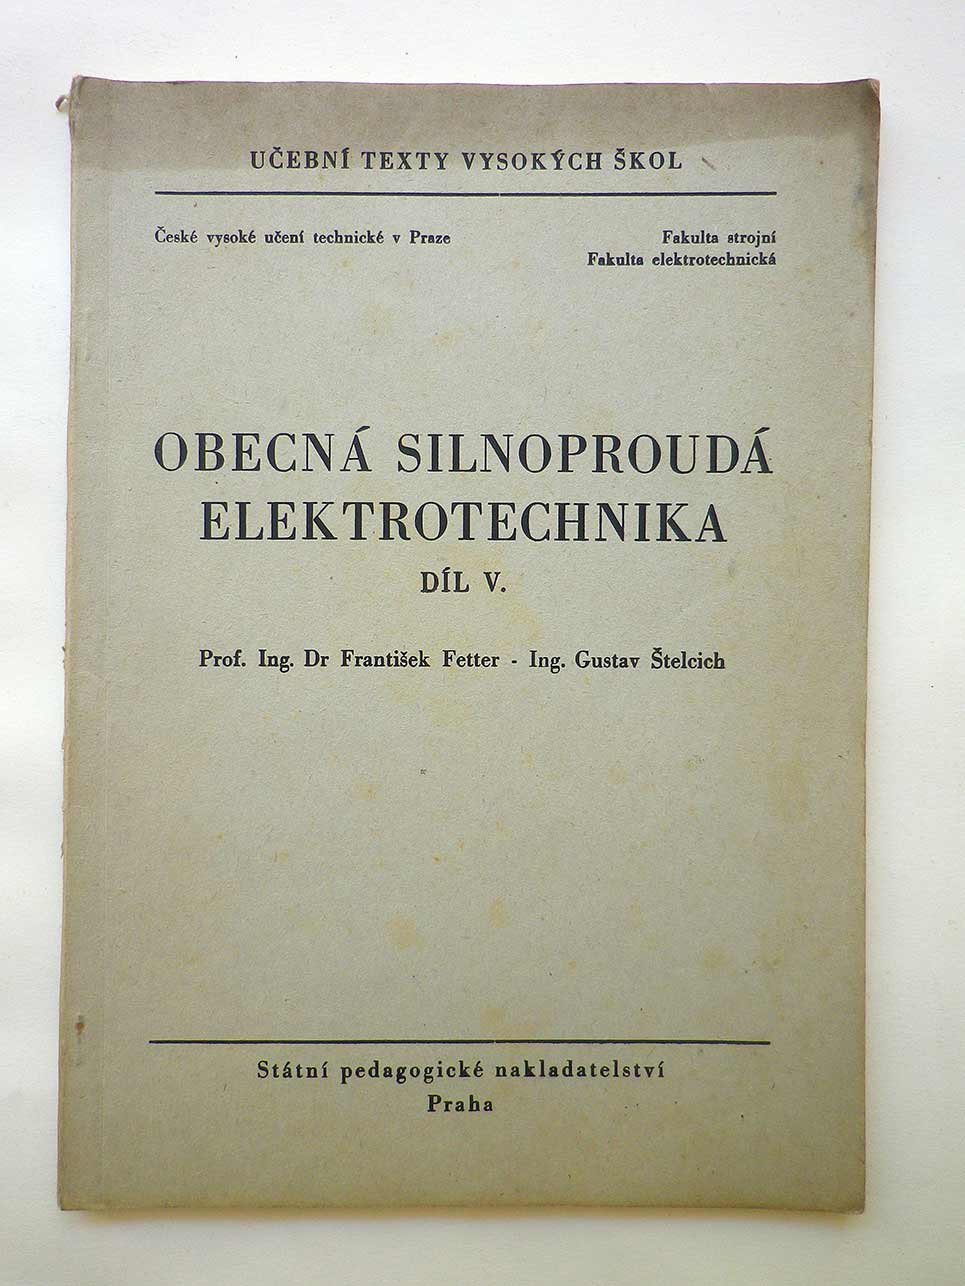 UČEBNÍ TEXTY VYSOKÝCH ŠKOL
České vysoké učení technické v Praze
Fakulta strojní
Fakulta elektrotechnická
OBECNÁ SILNOPROUDÁ
ELEKTROTECHNIKA
DÍL V.
Prof. Ing. Dr František Fetter - Ing. Gustav Štelcich
Státní pedagogické nakladatelství
Praha